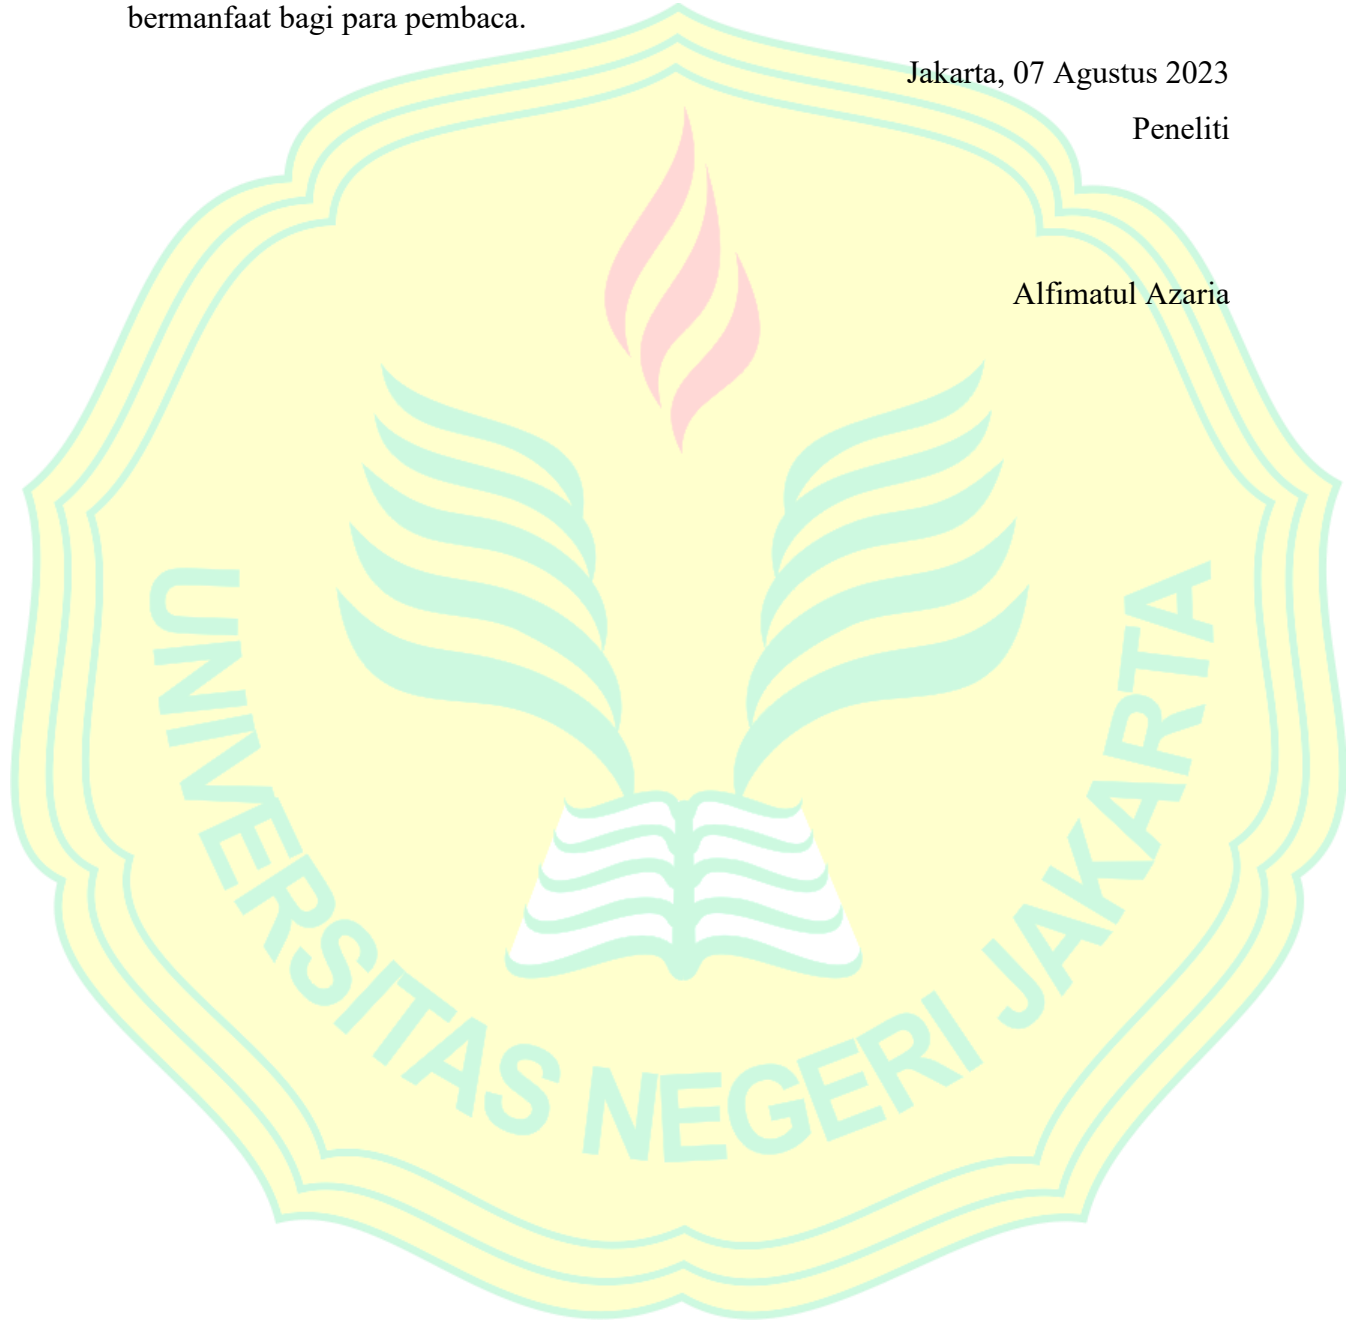 bermanfaat bagi para pembaca.
Jakarta, 07 Agustus 2023
Peneliti
Alfimatul Azaria
UNIVERSITAS NEGERI JAKARTA